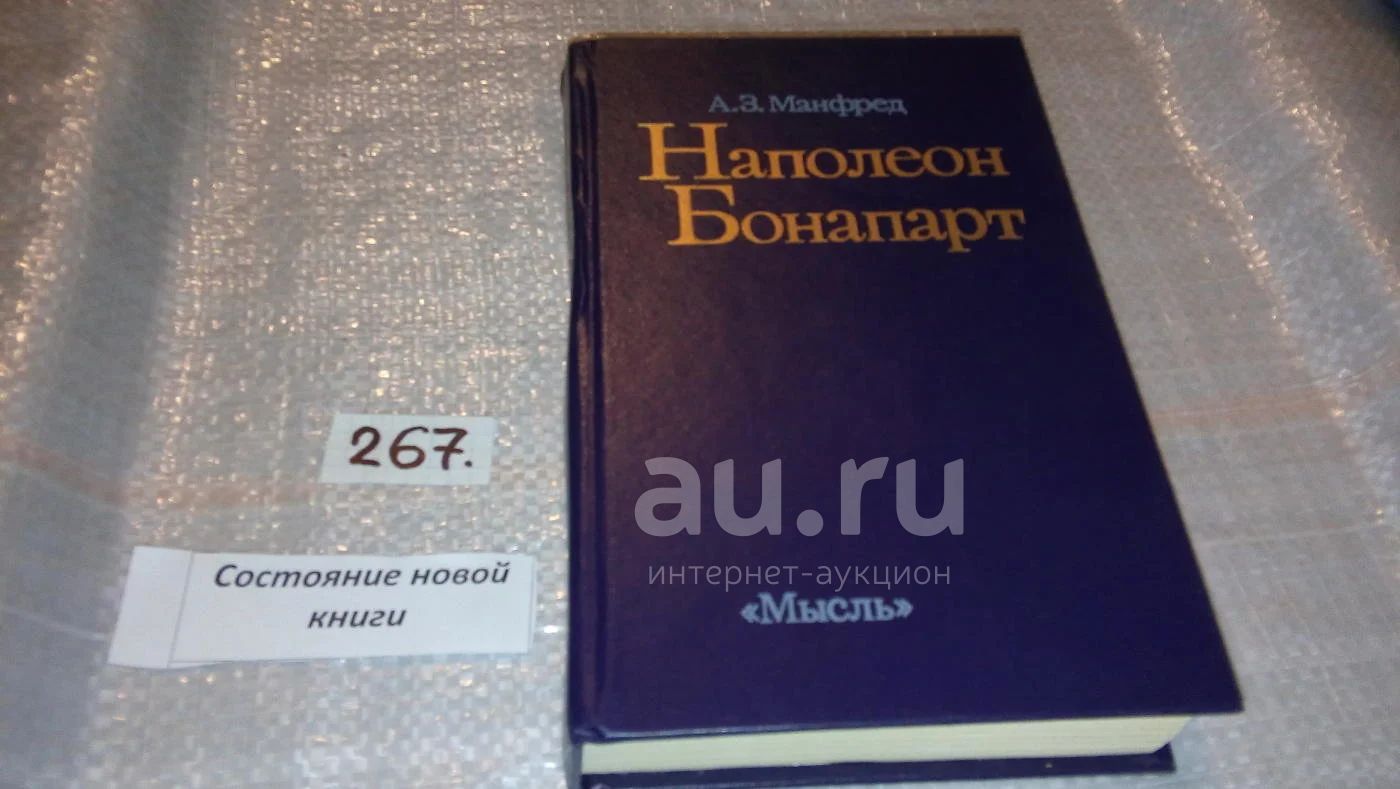 А.З. Манфред
Наполеон
Бонапарт
267.
au.ru
интернет-аукцион
Состояние новой
книги
«Мысль»